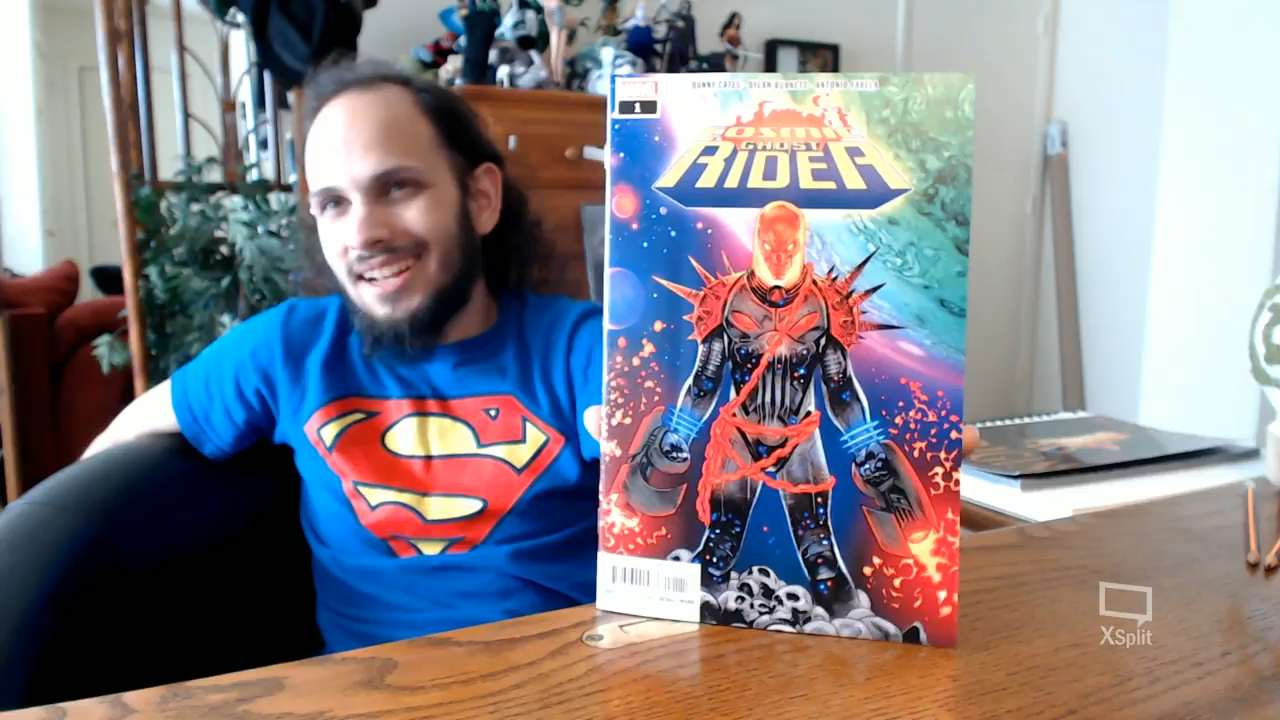 MARVEL
1
DONNY CATES • DYLAN BURNETT • ANTONIO FABELA
COSMIC
GHOST
RIDER
S
XSplit